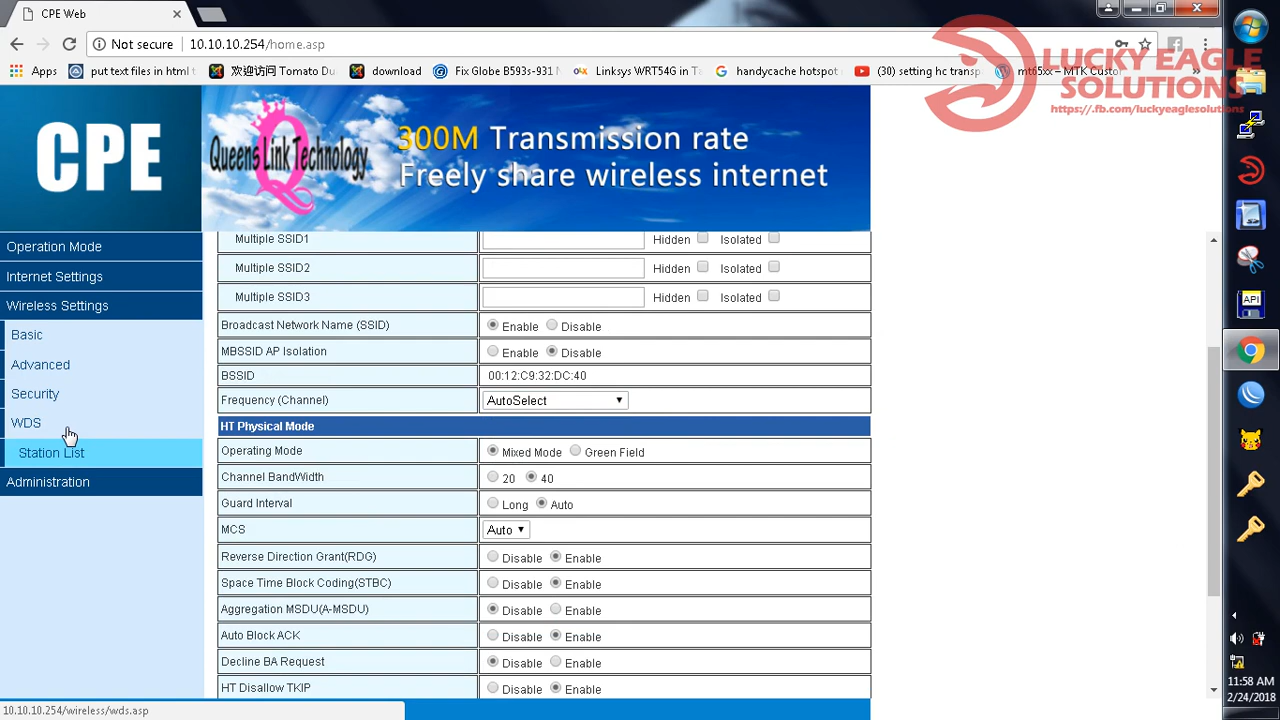 CPE Web
Not secure
10.10.10.254/home.asp
Apps
put text files in html t
欢迎访问 Tomato Du
download
Linksys WRT54G in Ta
handycache hotspot
(30) setting hc transp
mt65xx – MTK Custom
LUCKY EAGLE
SOLUTIONS
https://fb.com/luckyeaglesolutions
CPE
Queens Link Technology
300M Transmission rate
Freely share wireless internet
Operation Mode
Internet Settings
Wireless Settings
Basic
Advanced
Security
WDS
Station List
Administration
Multiple SSID1 Hidden Isolated
Multiple SSID2 Hidden Isolated
Multiple SSID3 Hidden Isolated
Broadcast Network Name (SSID) Enable Disable
MBSSID AP Isolation Enable Disable
BSSID 00:12:C9:32:DC:40
Frequency (Channel) AutoSelect
HT Physical Mode
Operating Mode Mixed Mode Green Field
Channel BandWidth 20 40
Guard Interval Long Auto
MCS Auto
Reverse Direction Grant(RDG) Disable Enable
Space Time Block Coding(STBC) Disable Enable
Aggregation MSDU(A-MSDU) Disable Enable
Auto Block ACK Disable Enable
Decline BA Request Disable Enable
HT Disallow TKIP Disable Enable
10.10.10.254/wireless/wds.asp
API
11:58 AM
2/24/2018